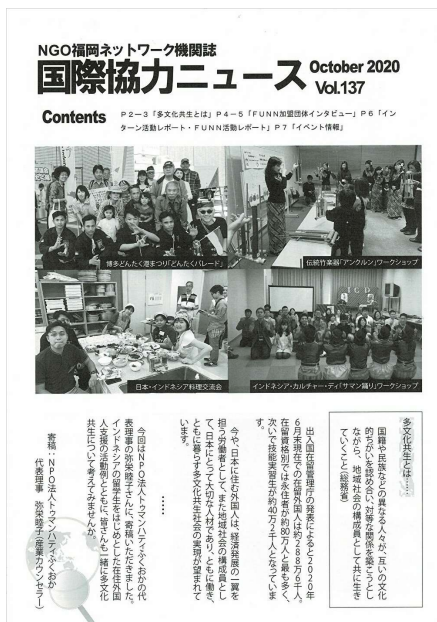 NGO福岡ネットワーク機関誌
国際協力ニュース
October 2020
Vol.137
Contents
P2ー3「多文化共生とは」P4－5「FUNN加盟団体インタビュー」P6「イン
ターン活動レポート・FUNN活動レポート」P7「イベント情報」
博多どんたく港まつり「どんたくパレード」
伝統竹楽器「アンクルン」ワークショップ
日本・インドネシア料理交流会
ICD
インドネシア・カルチャー・ディ「サマン踊り」ワークショップ
多文化共生とは……
国籍や民族などの異なる人々が、互いの文化
的ちがいを認め合い、対等な関係を築こうとし
ながら、地域社会の構成員として共に生き
ていくこと（総務省）
出入国在留管理庁の発表によると２０２０年
６月末現在での在留外国人は約２８８万６千人。
在留資格別では永住者が約80万人と最も多く、
次いで技能実習生が約40万２千人となっていま
す。
今や、日本に住む外国人は、経済発展の一翼を
担う労働者として、また地域社会の構成員とし
て、日本にとって大切な人材であり、ともに働き、
ともに暮らす多文化共生社会の実現が望まれて
います。
……
今回はＮＰＯ法人トゥマンハティふくおかの代
表理事の弥栄睦子さんに、寄稿いただきました。
インドネシアの留学生をはじめとした在住外国
人支援の活動例とともに、皆さんも一緒に多文化
共生について考えてみませんか。
寄稿：ＮＰＯ法人トゥマンハティふくおか
代表理事　弥栄睦子（産業カウンセラー）